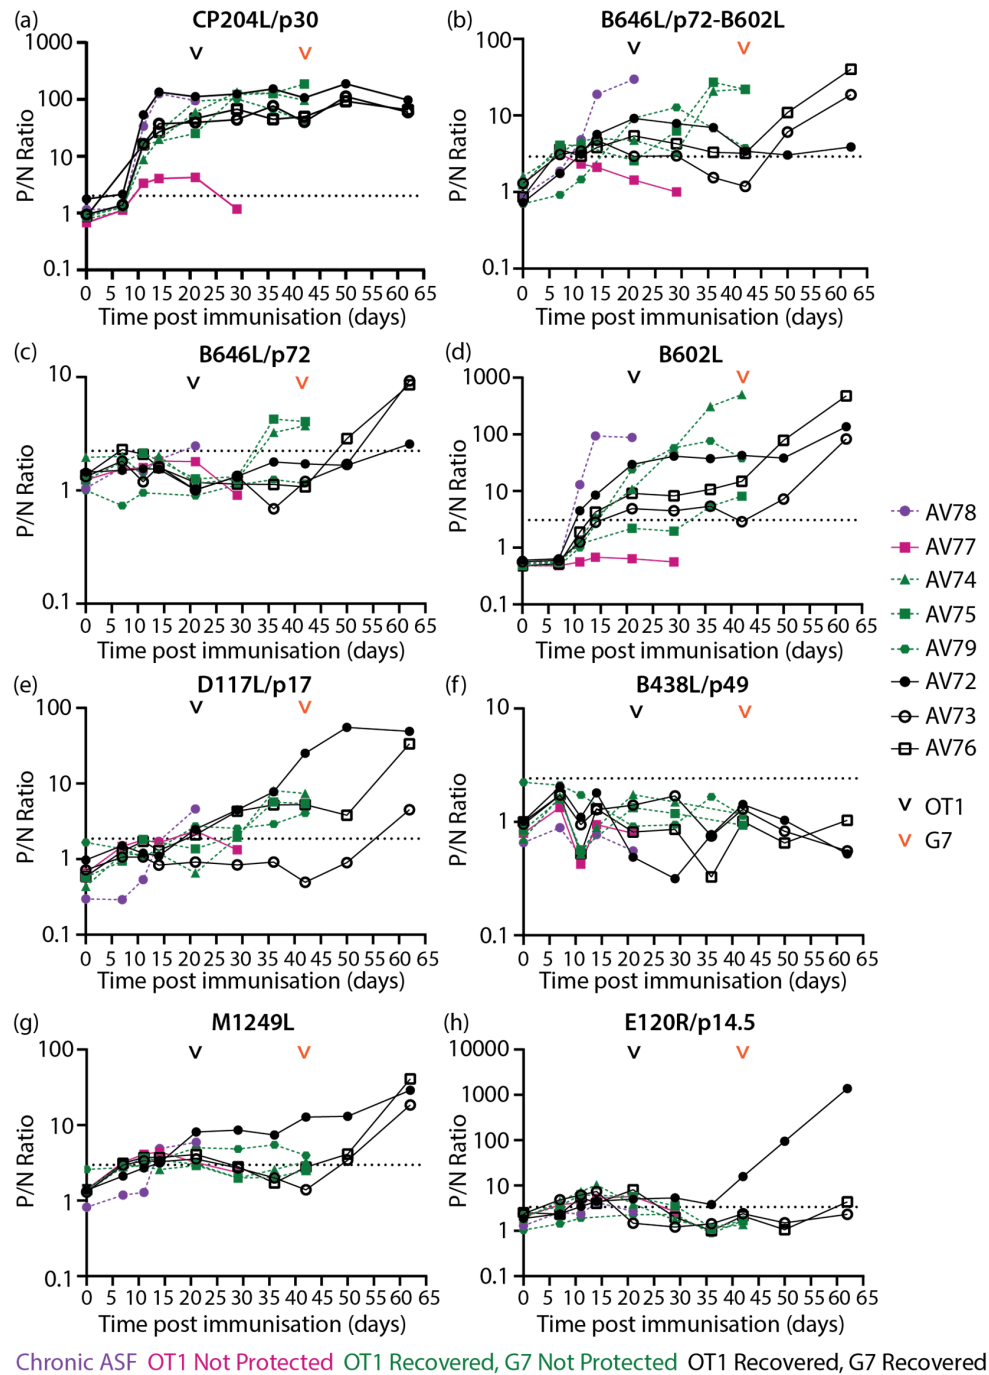 (a) CP204L/p30
1000
100
10
1
0.1
P/N Ratio
0 5 10 15 20 25 30 35 40 45 50 55 60 65
Time post immunisation (days)
(b) B646L/p72-B602L
100
10
1
0.1
P/N Ratio
0 5 10 15 20 25 30 35 40 45 50 55 60 65
Time post immunisation (days)
(c) B646L/p72
10
1
0.1
P/N Ratio
0 5 10 15 20 25 30 35 40 45 50 55 60 65
Time post immunisation (days)
(d) B602L
1000
100
10
1
0.1
P/N Ratio
0 5 10 15 20 25 30 35 40 45 50 55 60 65
Time post immunisation (days)
(e) D117L/p17
100
10
1
0.1
P/N Ratio
0 5 10 15 20 25 30 35 40 45 50 55 60 65
Time post immunisation (days)
(f) B438L/p49
10
1
0.1
P/N Ratio
0 5 10 15 20 25 30 35 40 45 50 55 60 65
Time post immunisation (days)
(g) M1249L
100
10
1
0.1
P/N Ratio
0 5 10 15 20 25 30 35 40 45 50 55 60 65
Time post immunisation (days)
(h) E120R/p14.5
10000
1000
100
10
1
0.1
P/N Ratio
0 5 10 15 20 25 30 35 40 45 50 55 60 65
Time post immunisation (days)
AV78
AV77
AV74
AV75
AV79
AV72
AV73
AV76
OT1
G7
Chronic ASF OT1 Not Protected OT1 Recovered, G7 Not Protected OT1 Recovered, G7 Recovered